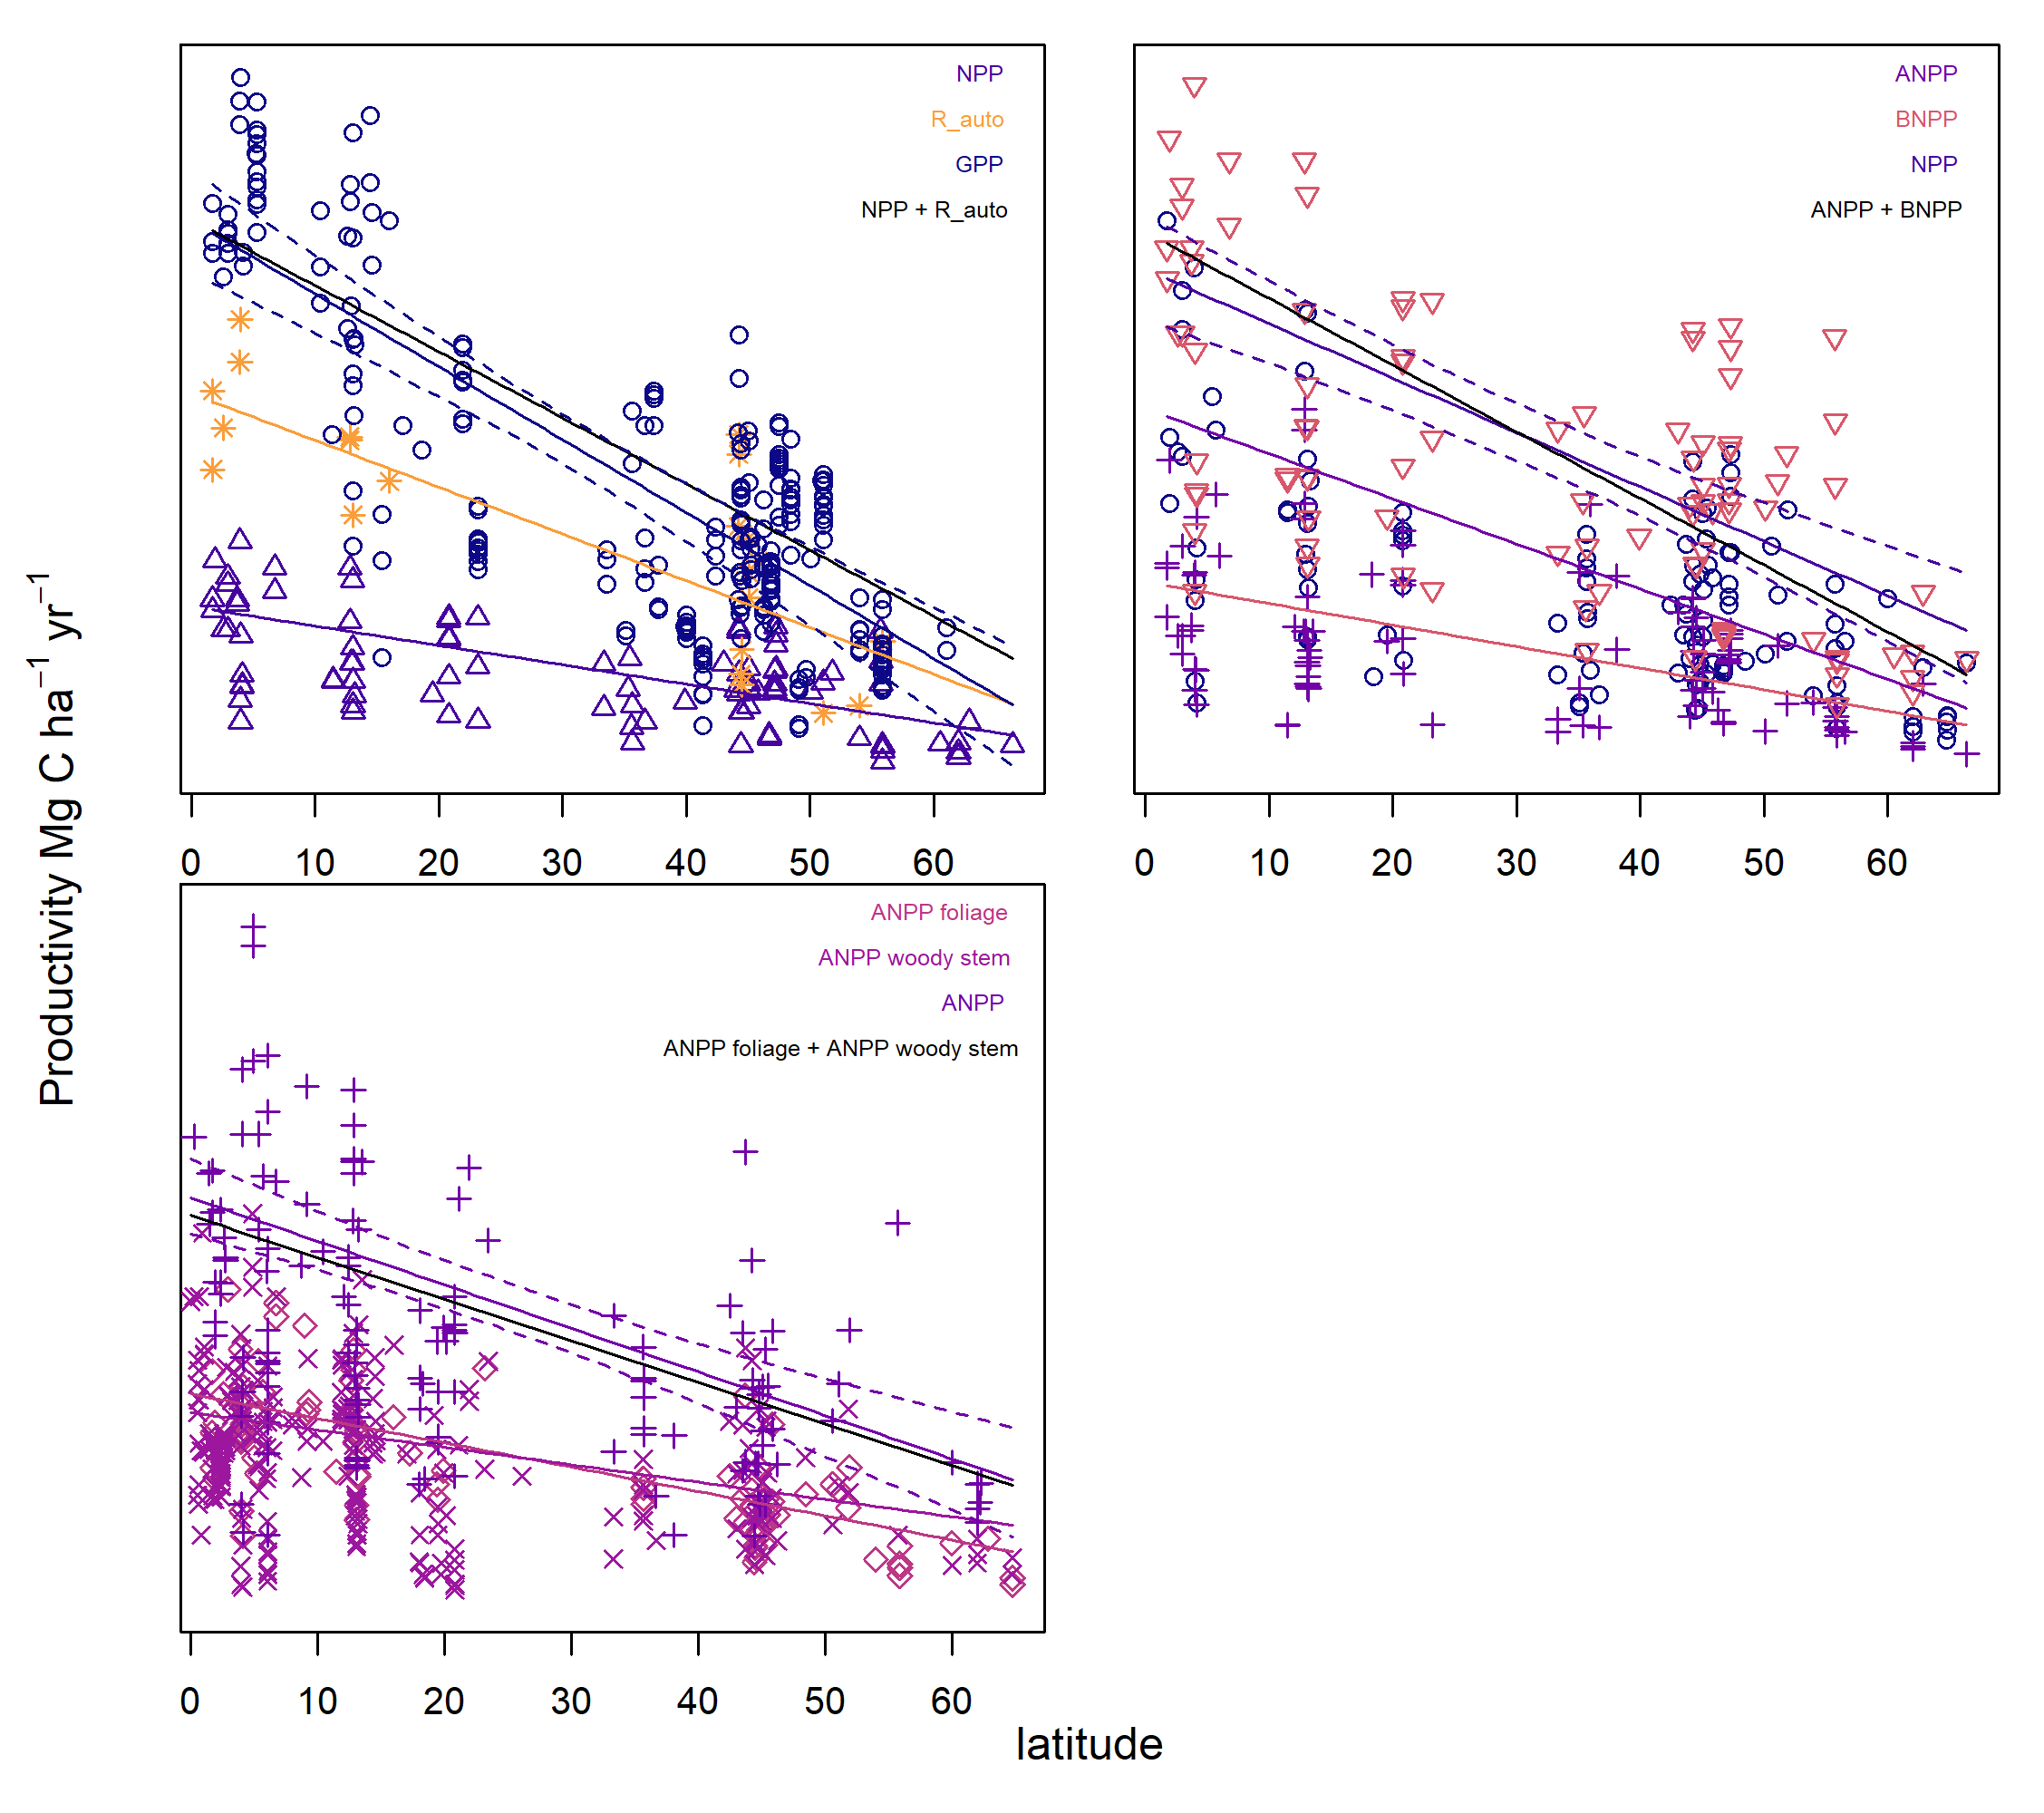 Productivity Mg C ha⁻¹ yr⁻¹
NPP
R_auto
GPP
NPP + R_auto
0 10 20 30 40 50 60
ANPP
BNPP
NPP
ANPP + BNPP
0 10 20 30 40 50 60
ANPP foliage
ANPP woody stem
ANPP
ANPP foliage + ANPP woody stem
0 10 20 30 40 50 60
latitude